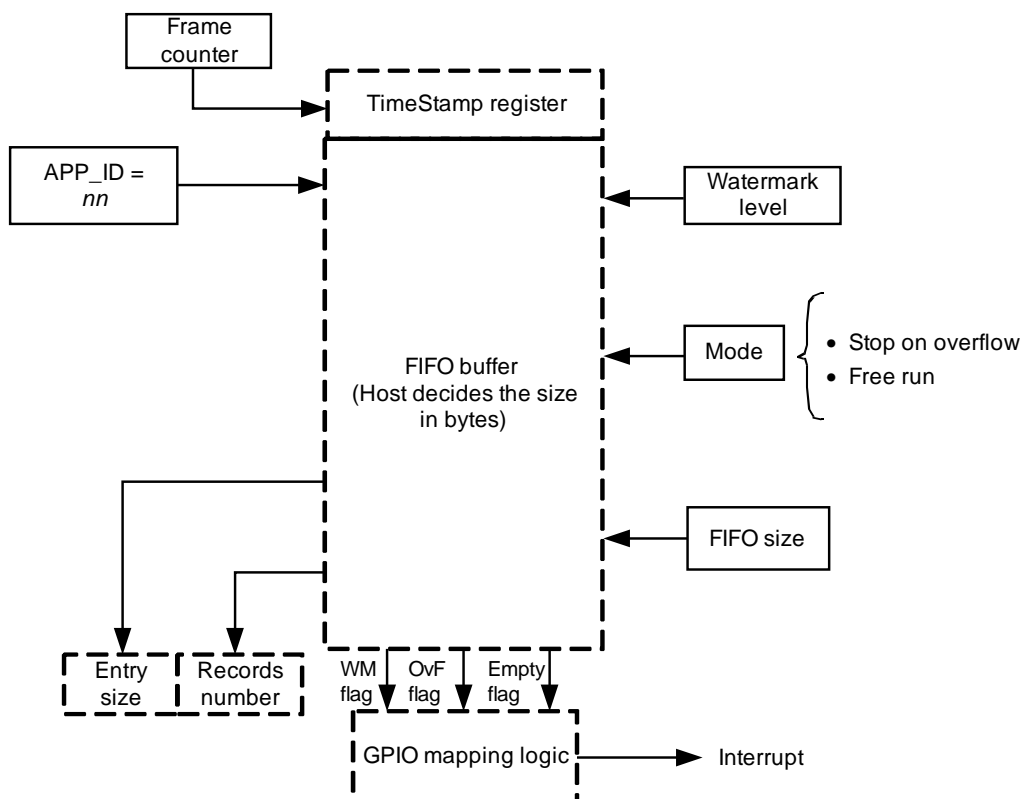 Frame
counter
TimeStamp register
APP_ID =
nn
Watermark
level
Mode
• Stop on overflow
• Free run
FIFO buffer
(Host decides the size
in bytes)
FIFO size
Entry
size
Records
number
WM
flag
OvF
flag
Empty
flag
GPIO mapping logic
Interrupt